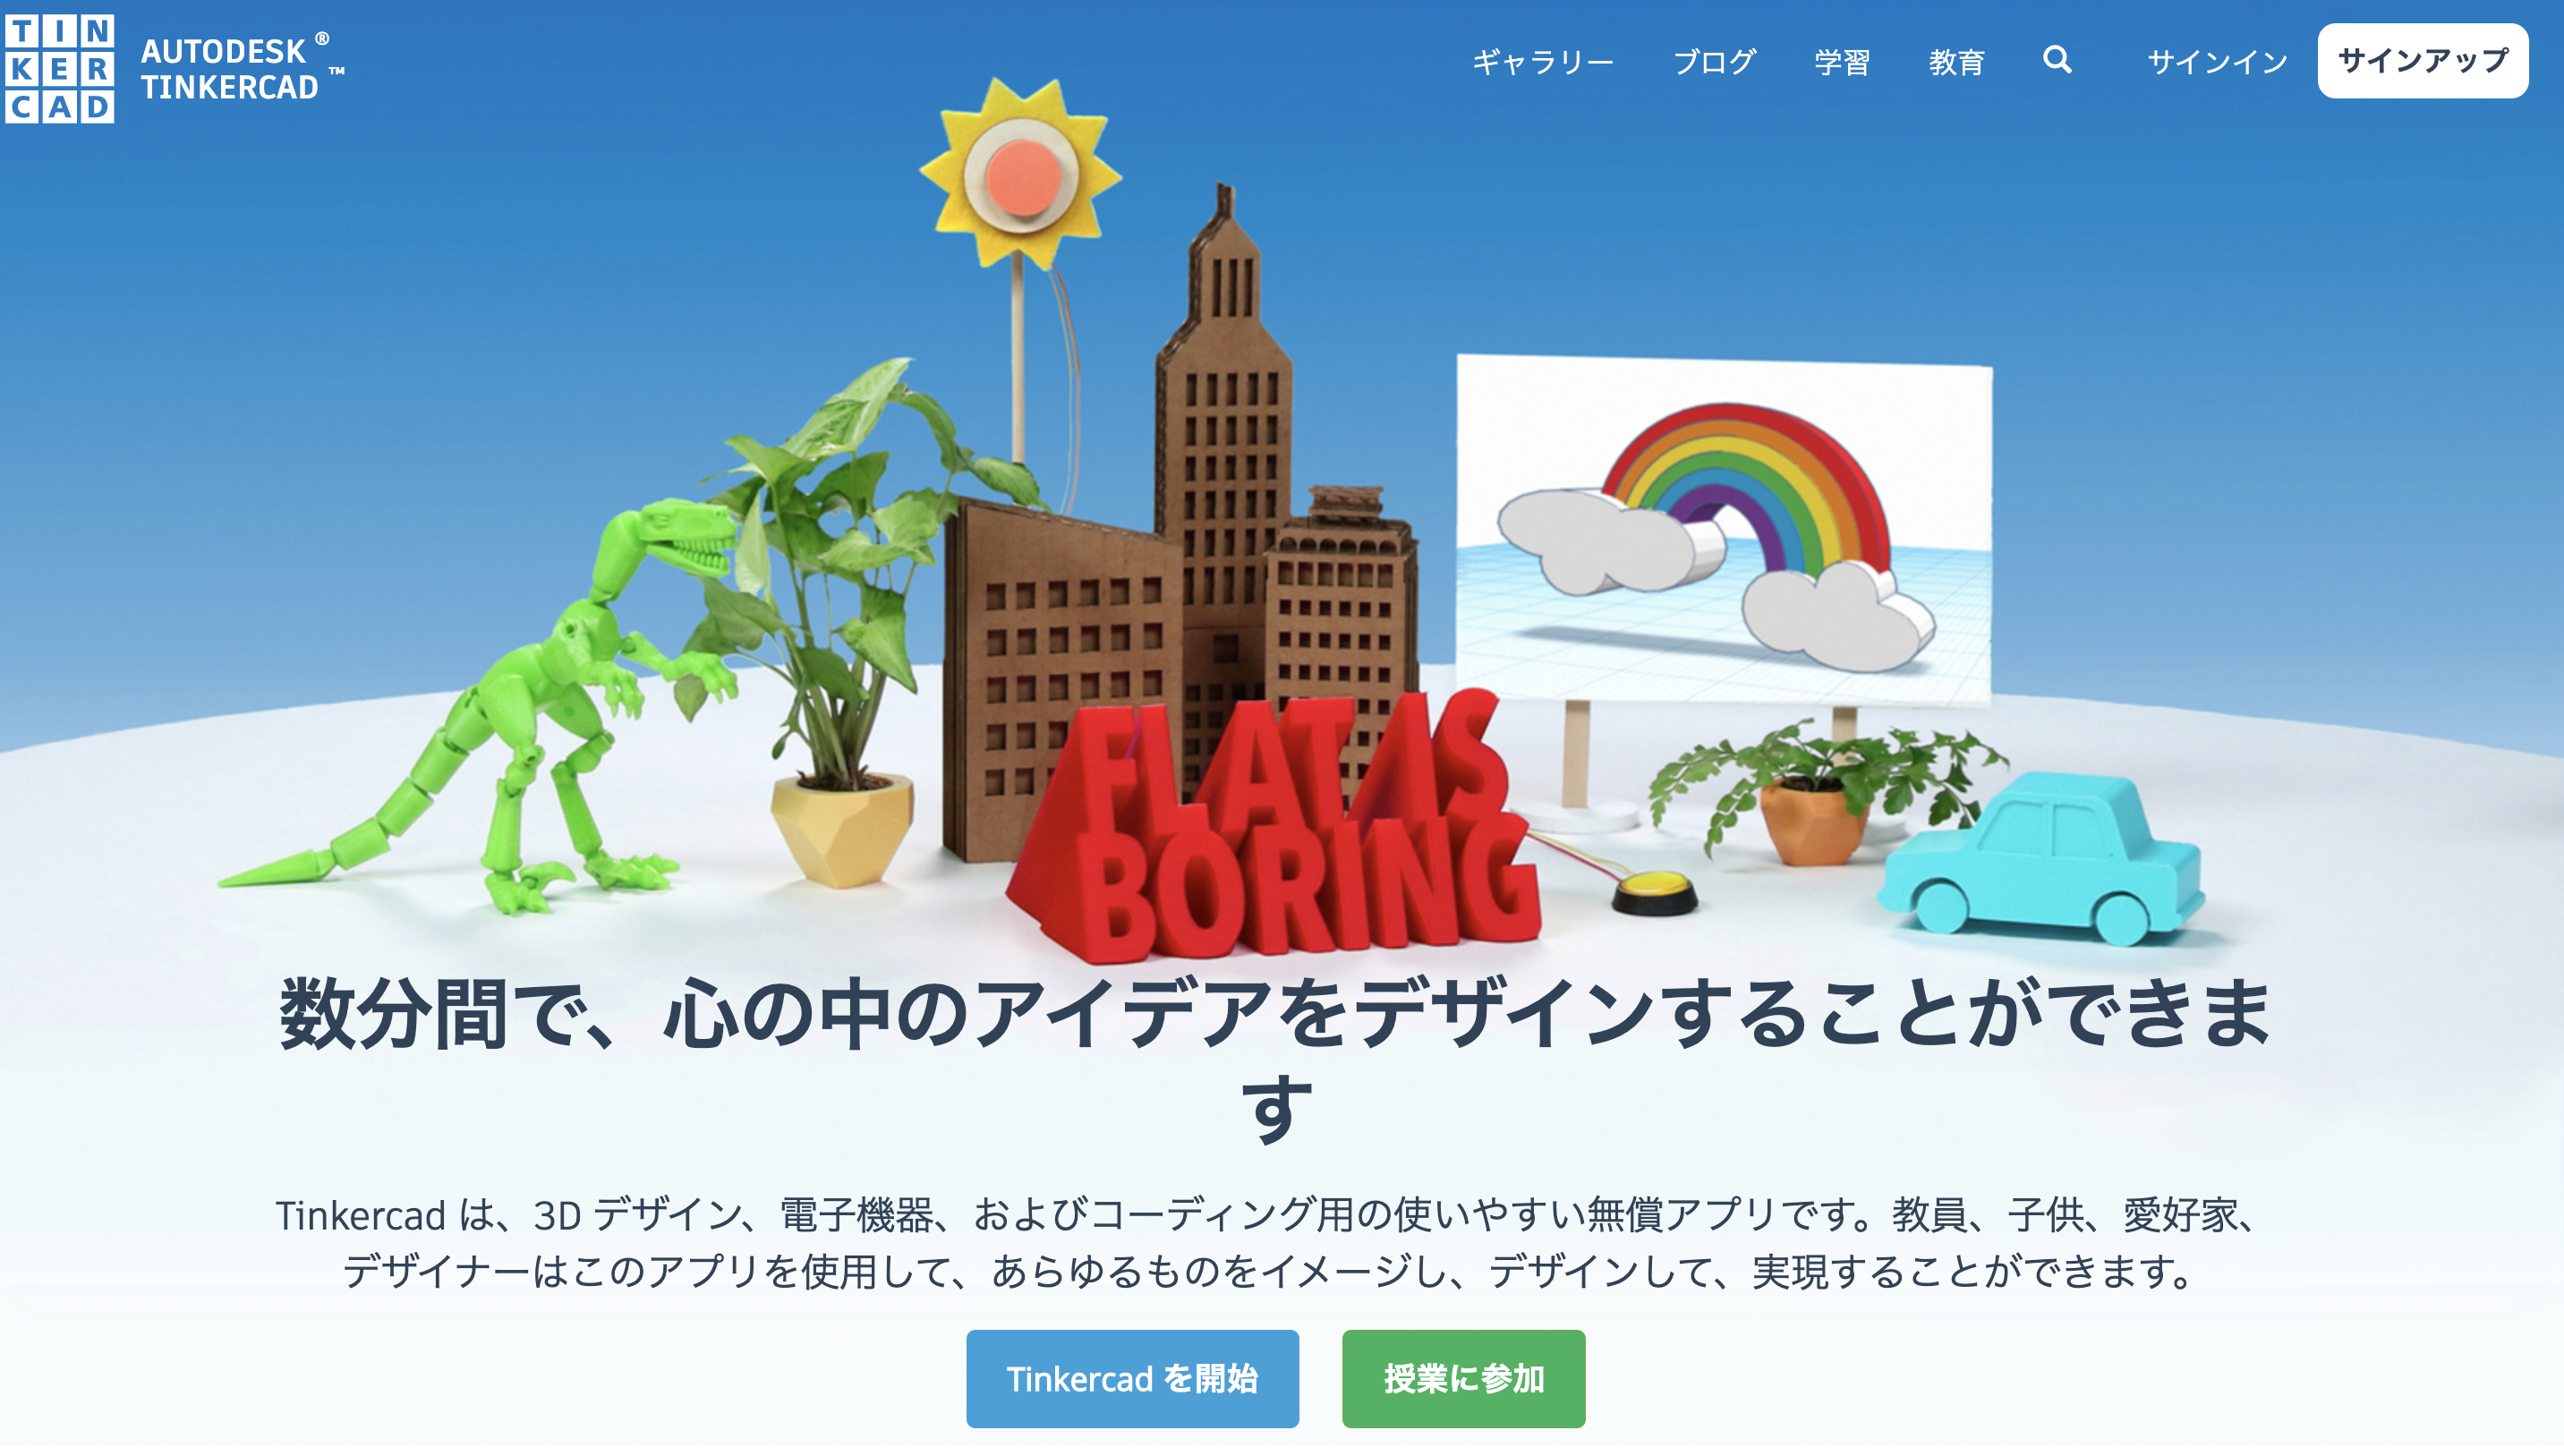 TIN
KER
CAD
AUTODESK ®
TINKERCAD ™
ギャラリー ブログ 学習 教育 サインイン サインアップ
FLAT IS
BORING
数分間で、心の中のアイデアをデザインすることができま
す
Tinkercad は、3D デザイン、電子機器、およびコーディング用の使いやすい無償アプリです。教員、子供、愛好家、
デザイナーはこのアプリを使用して、あらゆるものをイメージし、デザインして、実現することができます。
Tinkercad を開始 授業に参加